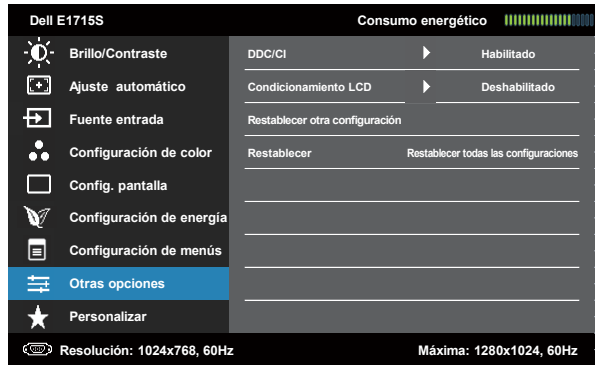 Dell E1715S Consumo energético
Brillo/Contraste DDC/CI Habilitado
Ajuste automático Condicionamiento LCD Deshabilitado
Fuente entrada Restablecer otra configuración
Configuración de color Restablecer Restablecer todas las configuraciones
Config. pantalla
Configuración de energía
Configuración de menús
Otras opciones
Personalizar
Resolución: 1024x768, 60Hz Máxima: 1280x1024, 60Hz